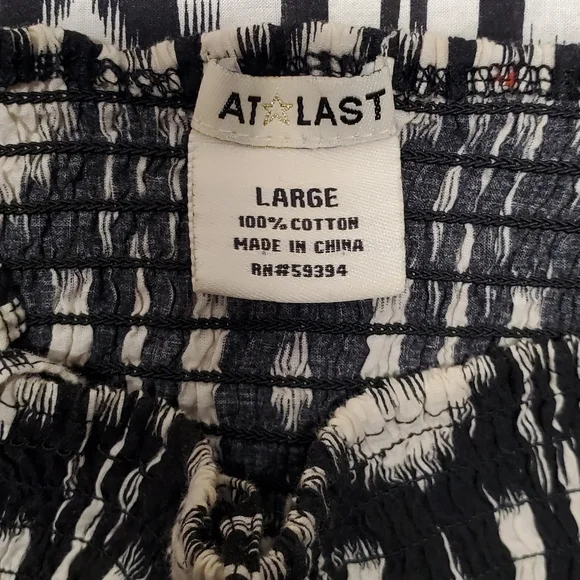 AT LAST
LARGE
100% COTTON
MADE IN CHINA
RN#59394